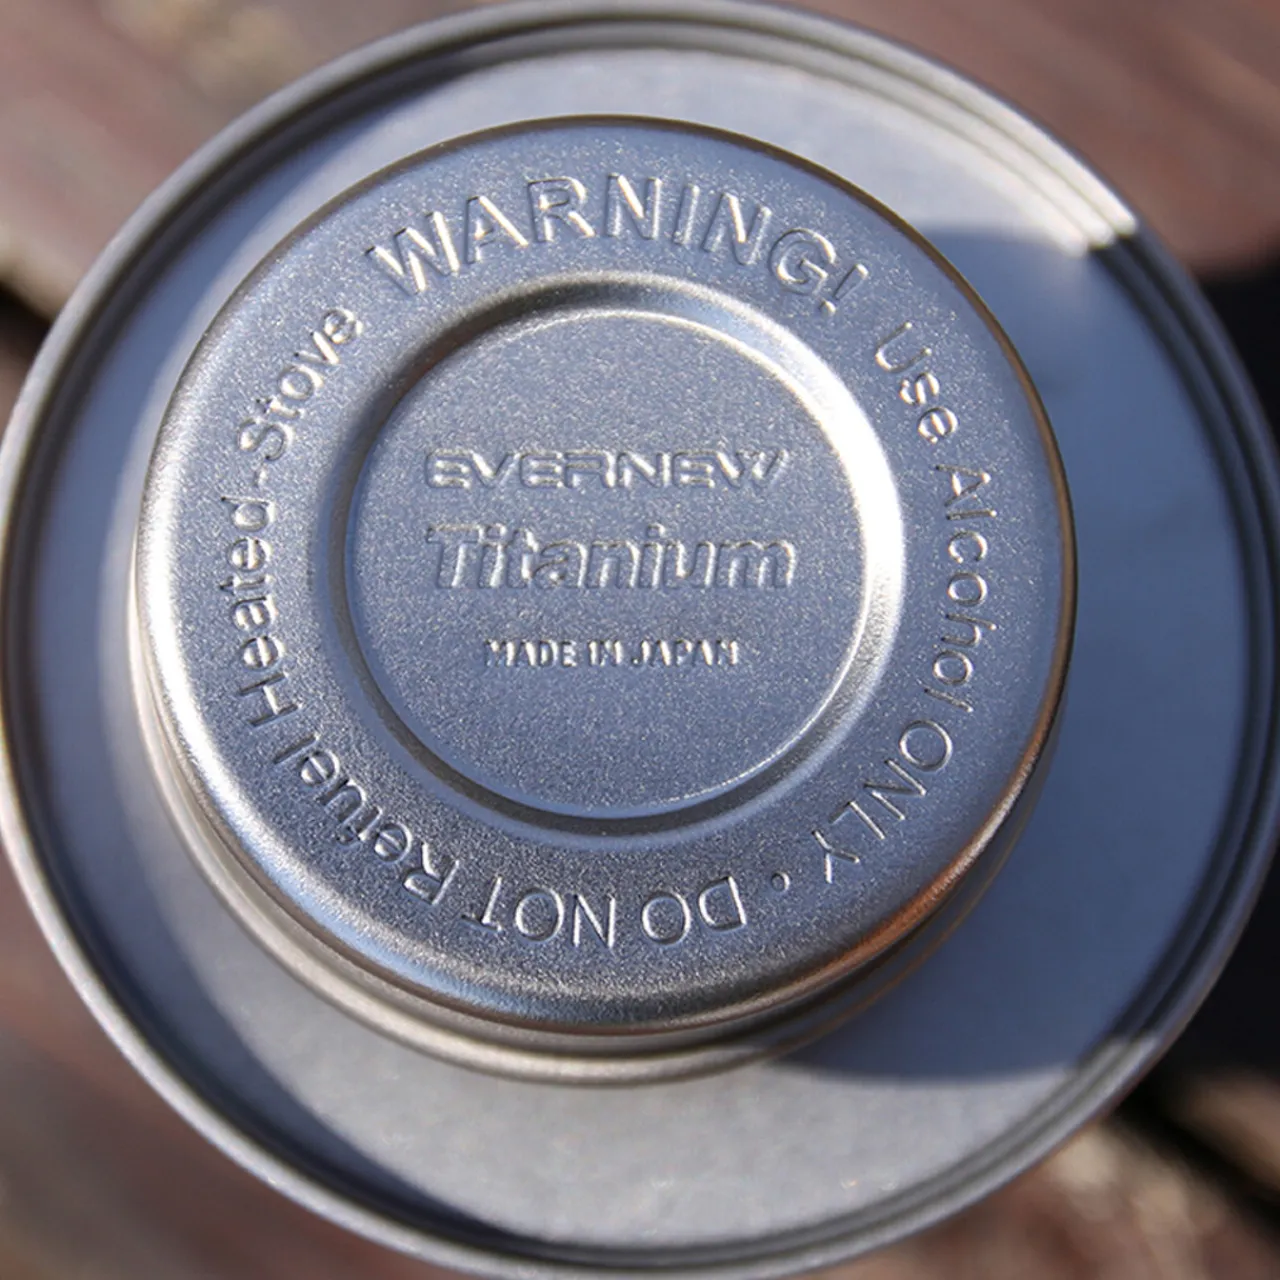 WARNING! Use Alcohol ONLY • DO NOT Refuel Heated-Stove
EVERNEW
Titanium
MADE IN JAPAN